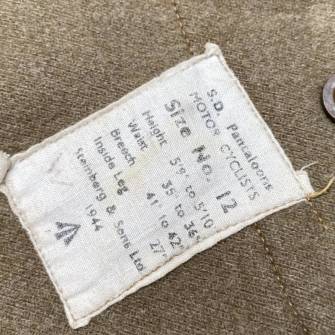 S.D. Pantaloons
MOTOR CYCLISTS
Size No. 12
Height 5'9 to 5'10
Waist 35 to 36
Breech 41 to 42
Inside Leg 27
Steinberg & Sons Ltd
1944